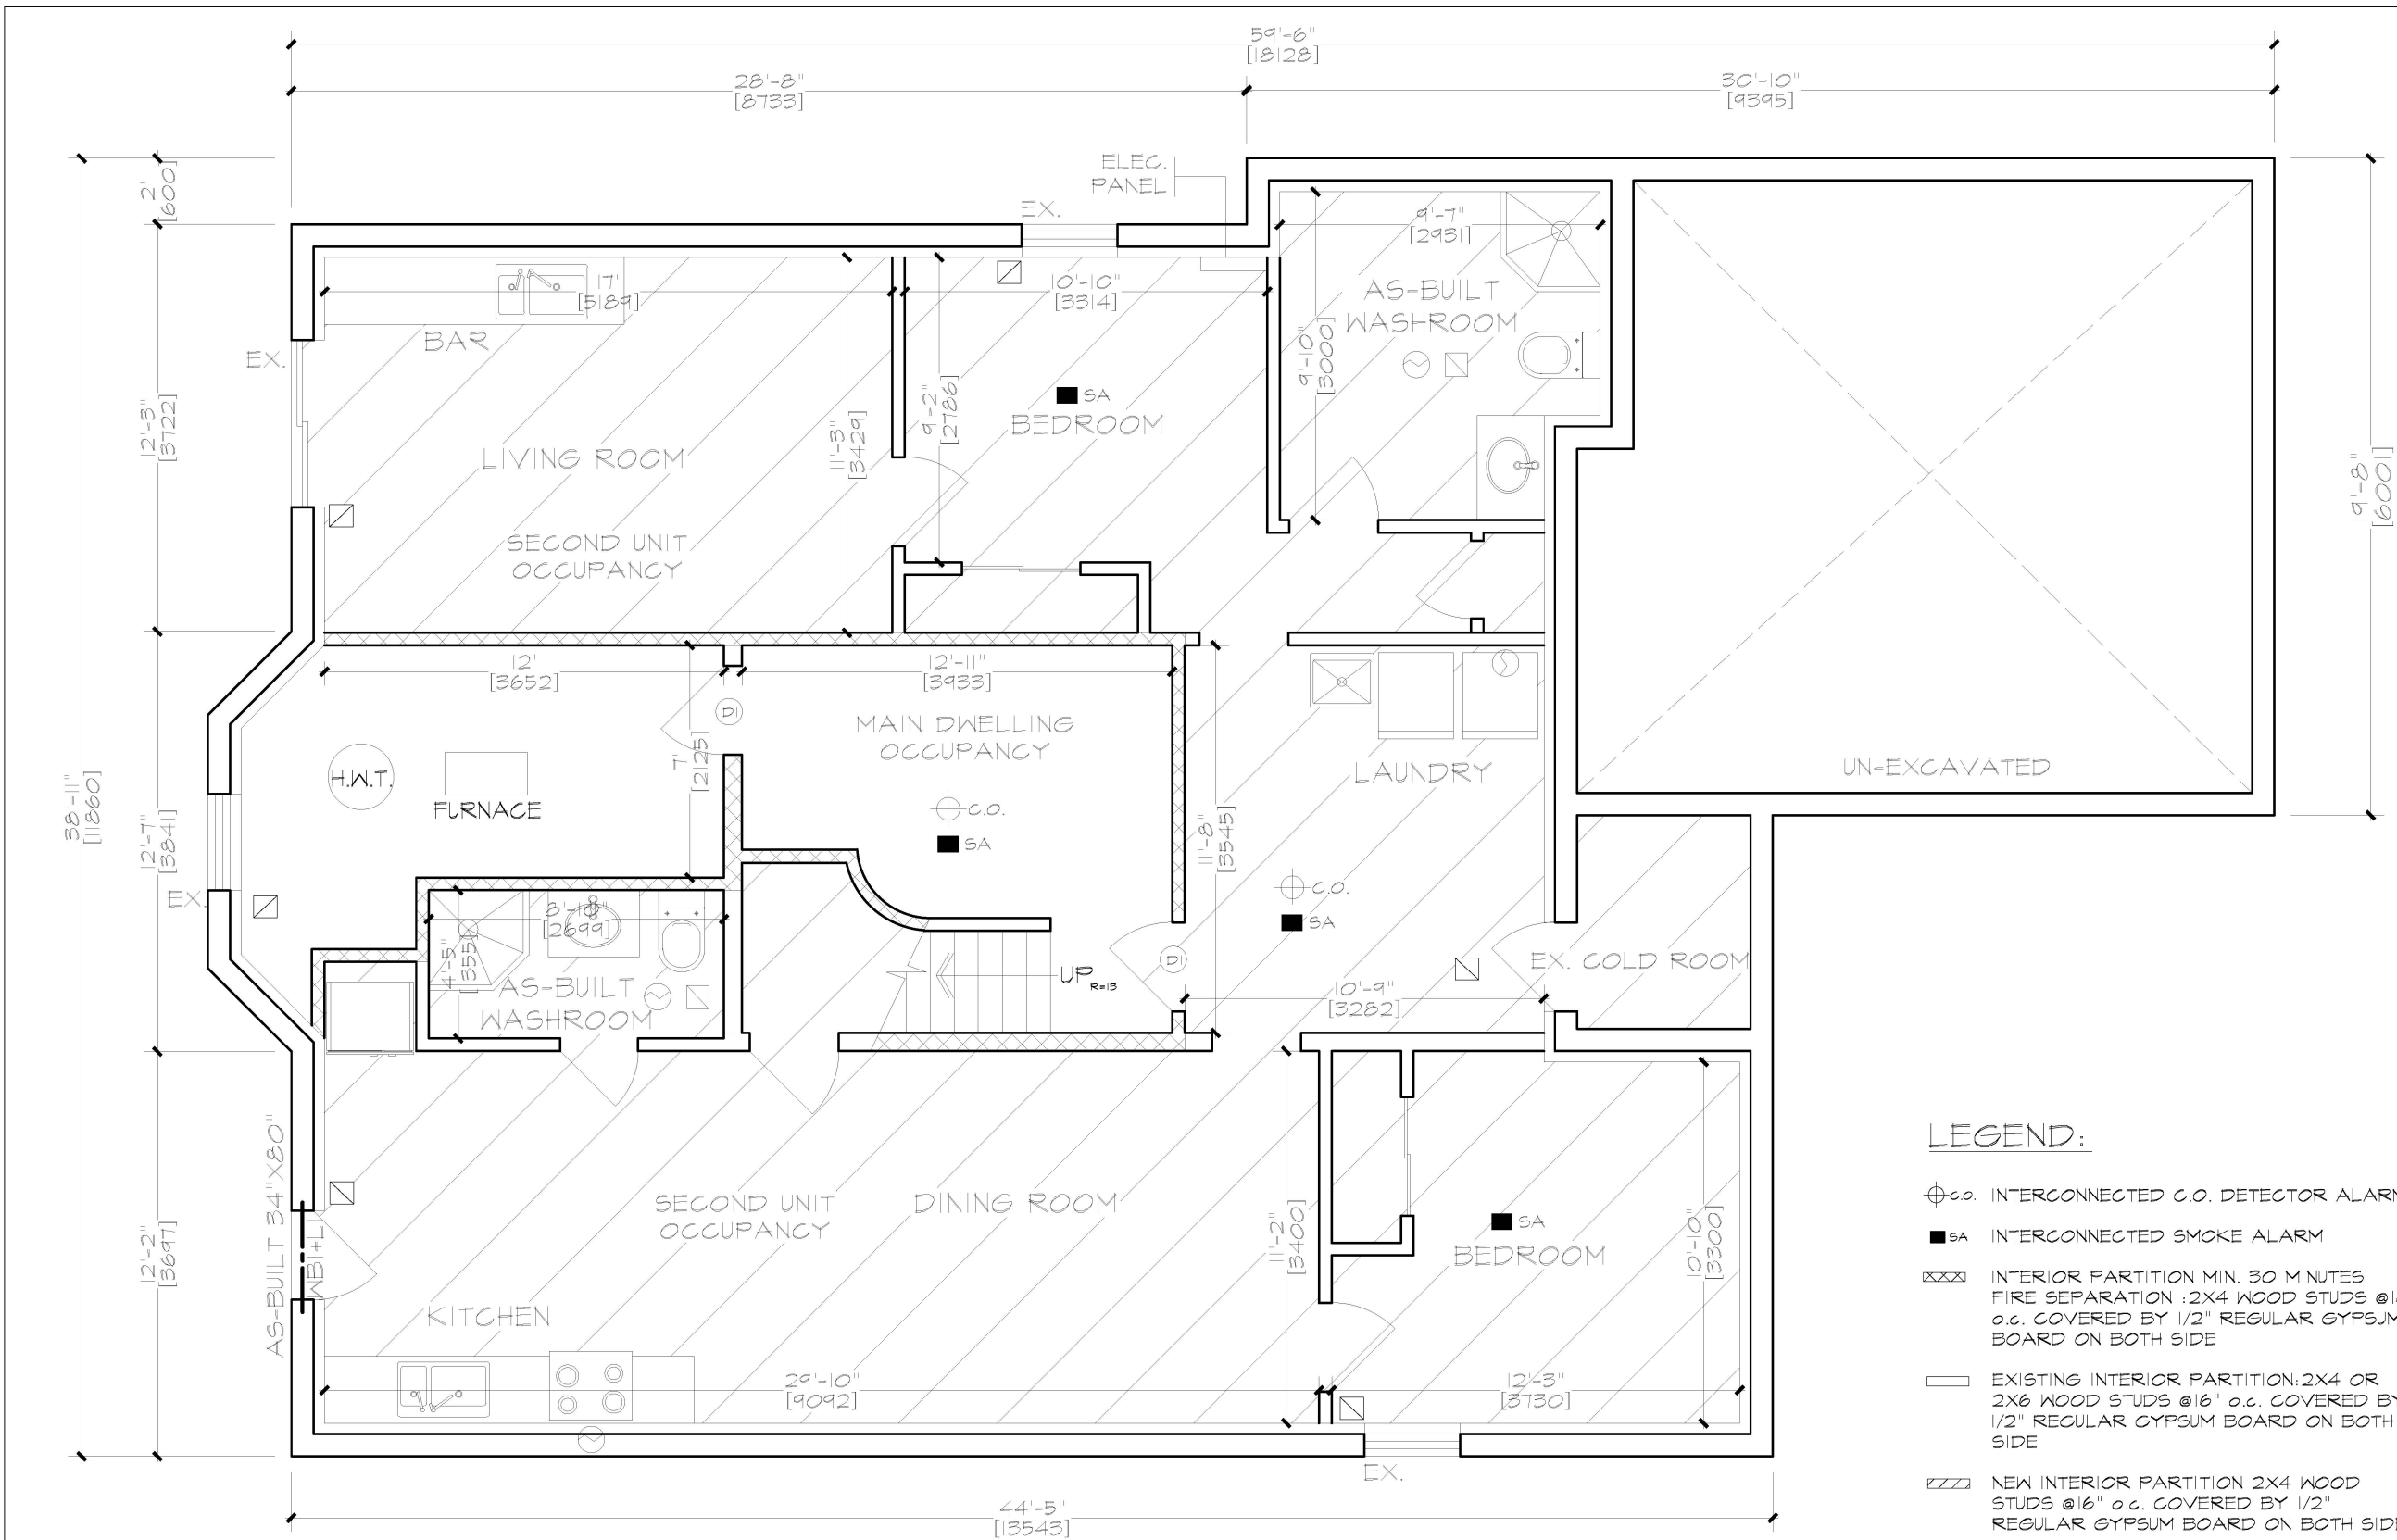 59'-6"
[18128]
28'-8"
[8733]
30'-10"
[9395]
2'
[600]
ELEC.
PANEL
EX.
9'-7"
[2931]
17'
[5189]
10'-10"
[3314]
AS-BUILT
WASHROOM
BAR
EX.
9'-10"
[3000]
12'-3"
[3722]
11'-3"
[3429]
9'-2"
[2786]
SA
BEDROOM
LIVING ROOM
19'-8"
[6001]
SECOND UNIT
OCCUPANCY
12'
[3652]
12'-11"
[3933]
D1
MAIN DWELLING
OCCUPANCY
7'
[2125]
H.W.T.
FURNACE
LAUNDRY
UN-EXCAVATED
38'-11"
[11860]
12'-7"
[3841]
C.O.
SA
11'-8"
[3545]
C.O.
SA
EX.
8'-10"
[2699]
4'-5"
[1355]
AS-BUILT
WASHROOM
UP
R=13
D1
EX. COLD ROOM
10'-9"
[3282]
AS-BUILT 34"X80"
WB1+L1
12'-2"
[3697]
SECOND UNIT
OCCUPANCY
DINING ROOM
11'-2"
[3400]
SA
BEDROOM
10'-10"
[3300]
KITCHEN
29'-10"
[9092]
12'-3"
[3730]
EX.
44'-5"
[13543]
LEGEND:
C.O. INTERCONNECTED C.O. DETECTOR ALARM
SA INTERCONNECTED SMOKE ALARM
INTERIOR PARTITION MIN. 30 MINUTES
FIRE SEPARATION :2X4 WOOD STUDS
o.c. COVERED BY 1/2" REGULAR GYPSUM
BOARD ON BOTH SIDE
EXISTING INTERIOR PARTITION:2X4 OR
2X6 WOOD STUDS @16" o.c. COVERED BY
1/2" REGULAR GYPSUM BOARD ON BOTH
SIDE
NEW INTERIOR PARTITION 2X4 WOOD
STUDS @16" o.c. COVERED BY 1/2"
REGULAR GYPSUM BOARD ON BOTH SIDE